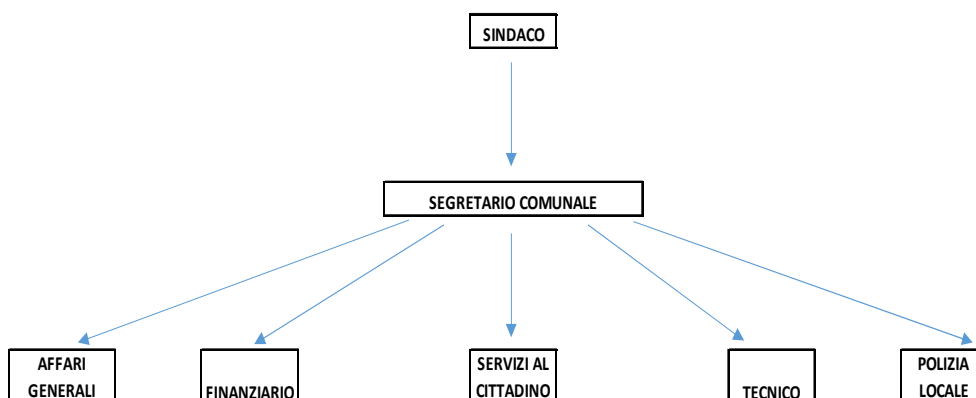 SINDACO
SEGRETARIO COMUNALE
AFFARI
GENERALI
FINANZIARIO
SERVIZI AL
CITTADINO
TECNICO
POLIZIA
LOCALE